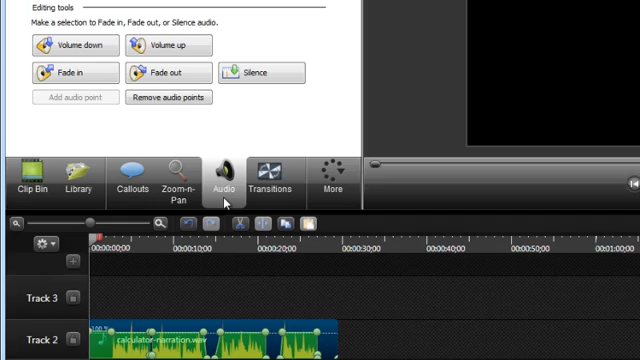 Editing tools
Make a selection to Fade in, Fade out, or Silence audio.
Volume down Volume up
Fade in Fade out Silence
Add audio point Remove audio points
Clip Bin Library Callouts Zoom-n-Pan Audio Transitions More
00:00:00;00 00:00:10;00 00:00:20;00 00:00:30;00 00:00:40;00 00:00:50;00 00:01:00;00
Track 3
100 %
Track 2 calculator-narration.wav